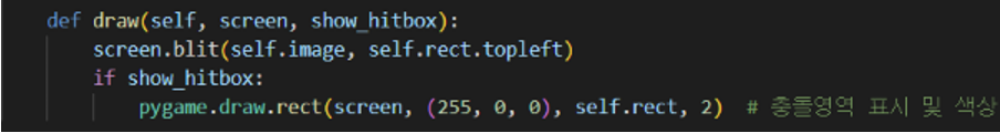 def draw(self, screen, show_hitbox):
    screen.blit(self.image, self.rect.topleft)
    if show_hitbox:
        pygame.draw.rect(screen, (255, 0, 0), self.rect, 2)  # 충돌영역 표시 및 색상